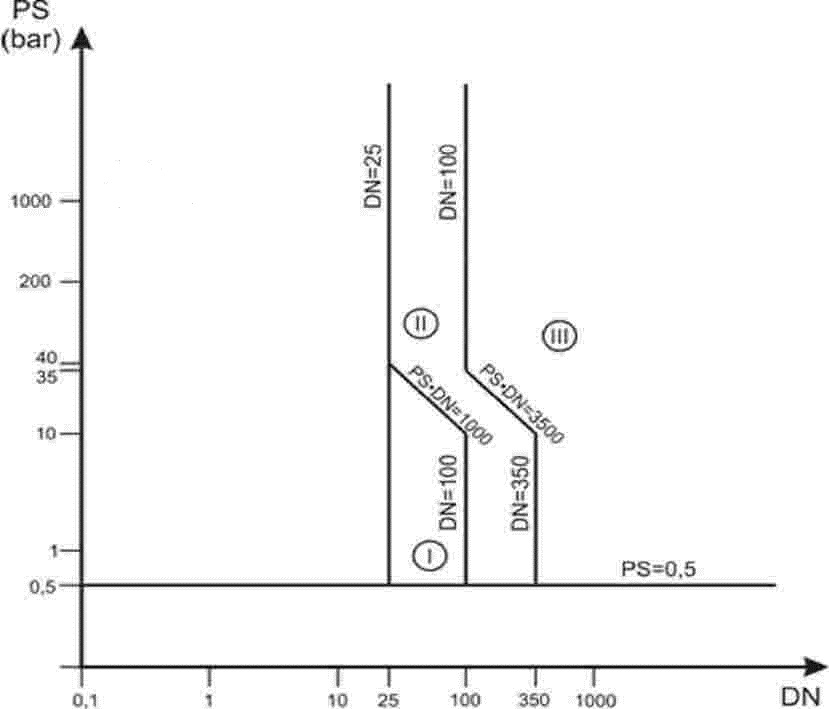 PS
(bar)
1000
200
40
35
10
1
0,5
DN=25
DN=100
II
III
PS•DN=1000
PS•DN=3500
DN=100
DN=350
I
PS=0,5
0,1
1
10
25
100
350
1000
DN